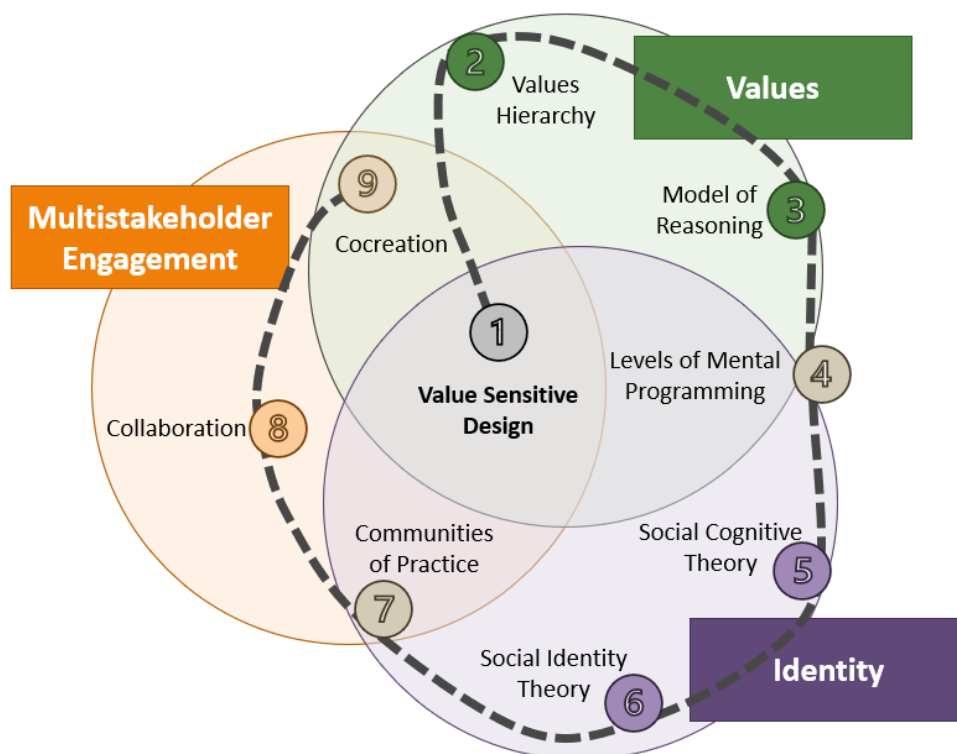 2
Values
Hierarchy
Values
9
Cocreation
Multistakeholder
Engagement
Model of
Reasoning
3
1
Value Sensitive
Design
Levels of Mental
Programming
4
Collaboration
8
Communities
of Practice
7
Social Cognitive
Theory
5
Social Identity
Theory
6
Identity